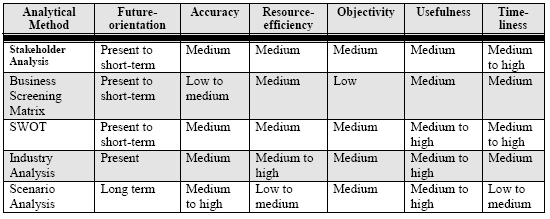 Analytical Method Future-orientation Accuracy Resource-efficiency Objectivity Usefulness Time-liness
Stakeholder Analysis Present to short-term Medium Medium Medium Medium Medium to high
Business Screening Matrix Present to short-term Low to medium Medium Low Medium Medium
SWOT Present to short-term Medium Medium Medium Medium to high Medium to high
Industry Analysis Present Medium Medium to high Medium Medium to high Medium
Scenario Analysis Long term Medium to high Low to medium Medium Medium to high Low to medium